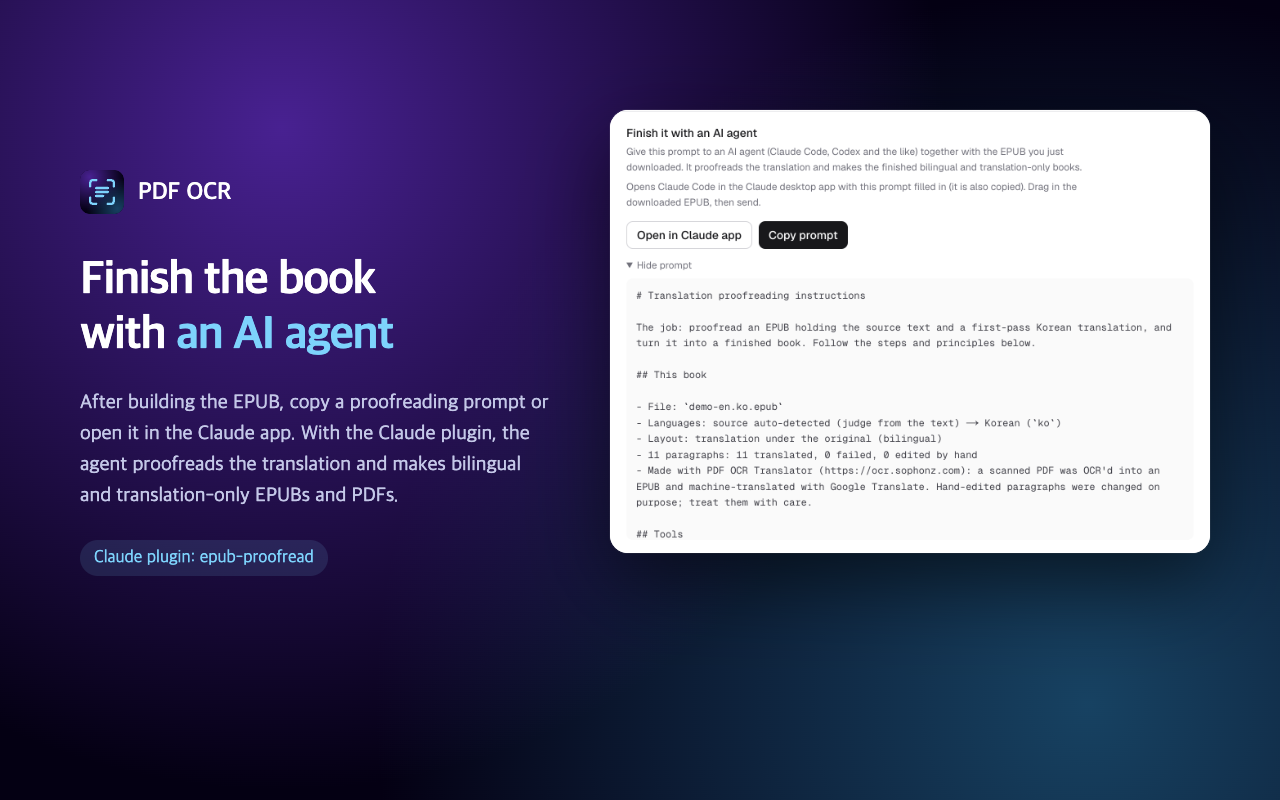 PDF OCR
Finish the book
with an AI agent
After building the EPUB, copy a proofreading prompt or
open it in the Claude app. With the Claude plugin, the
agent proofreads the translation and makes bilingual
and translation-only EPUBs and PDFs.
Claude plugin: epub-proofread
Finish it with an AI agent
Give this prompt to an AI agent (Claude Code, Codex and the like) together with the EPUB you just
downloaded. It proofreads the translation and makes the finished bilingual and translation-only books.
Opens Claude Code in the Claude desktop app with this prompt filled in (it is also copied). Drag in the
downloaded EPUB, then send.
Open in Claude app
Copy prompt
▼ Hide prompt
# Translation proofreading instructions
The job: proofread an EPUB holding the source text and a first-pass Korean translation, and
turn it into a finished book. Follow the steps and principles below.
## This book
- File: `demo-en.ko.epub`
- Languages: source auto-detected (judge from the text) → Korean (`ko`)
- Layout: translation under the original (bilingual)
- 11 paragraphs: 11 translated, 0 failed, 0 edited by hand
- Made with PDF OCR Translator (https://ocr.sophonz.com): a scanned PDF was OCR'd into an
EPUB and machine-translated with Google Translate. Hand-edited paragraphs were changed on
purpose; treat them with care.
## Tools